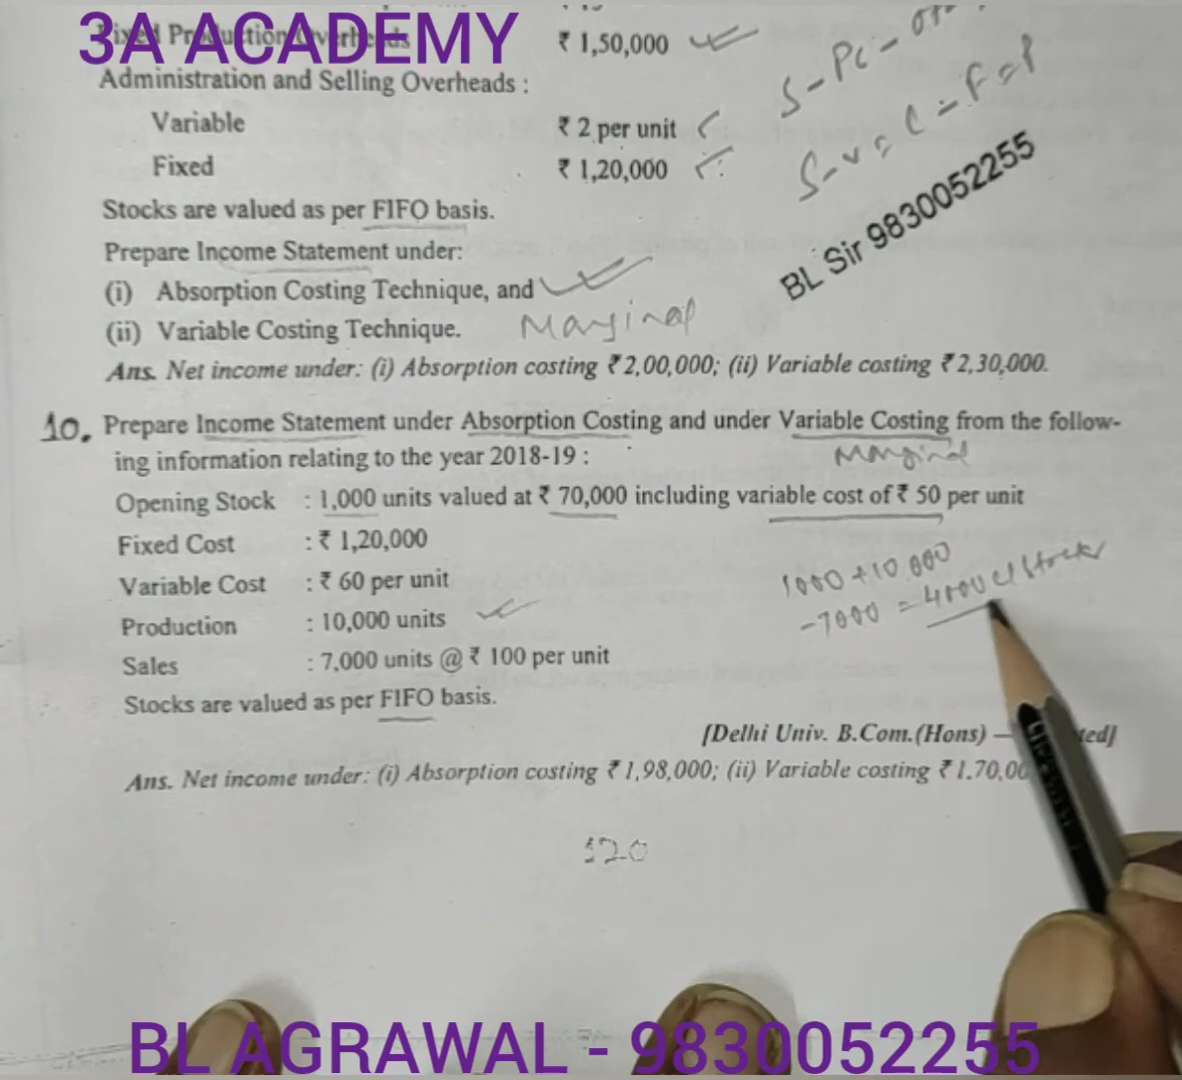 3A ACADEMY
Fixed Production Overheads ₹ 1,50,000
Administration and Selling Overheads :
Variable ₹ 2 per unit
Fixed ₹ 1,20,000
S-Pc-
S-V=C-F=P
BL Sir 9830052255
Stocks are valued as per FIFO basis.
Prepare Income Statement under:
(i) Absorption Costing Technique, and
(ii) Variable Costing Technique. Marginal
Ans. Net income under: (i) Absorption costing ₹ 2,00,000; (ii) Variable costing ₹ 2,30,000.
10. Prepare Income Statement under Absorption Costing and under Variable Costing from the follow-
ing information relating to the year 2018-19 : Marginal
Opening Stock : 1,000 units valued at ₹ 70,000 including variable cost of ₹ 50 per unit
Fixed Cost : ₹ 1,20,000
Variable Cost : ₹ 60 per unit
Production : 10,000 units
Sales : 7,000 units @ ₹ 100 per unit
1000 + 10 000
-7000 = 4000 cl stock
Stocks are valued as per FIFO basis.
[Delhi Univ. B.Com.(Hons) —
Ans. Net income under: (i) Absorption costing ₹ 1,98,000; (ii) Variable costing ₹ 1,70,00
120
BL AGRAWAL - 9830052255